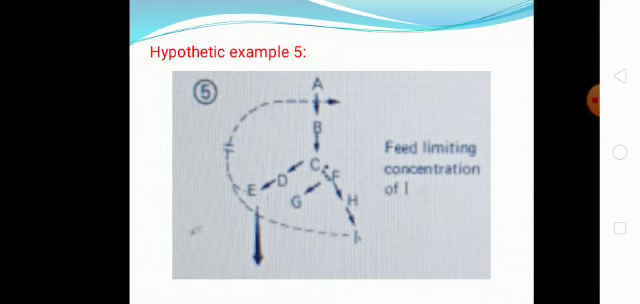 Hypothetic example 5:
5
A
B
C F
D
E
G
H
I
Feed limiting
concentration
of I